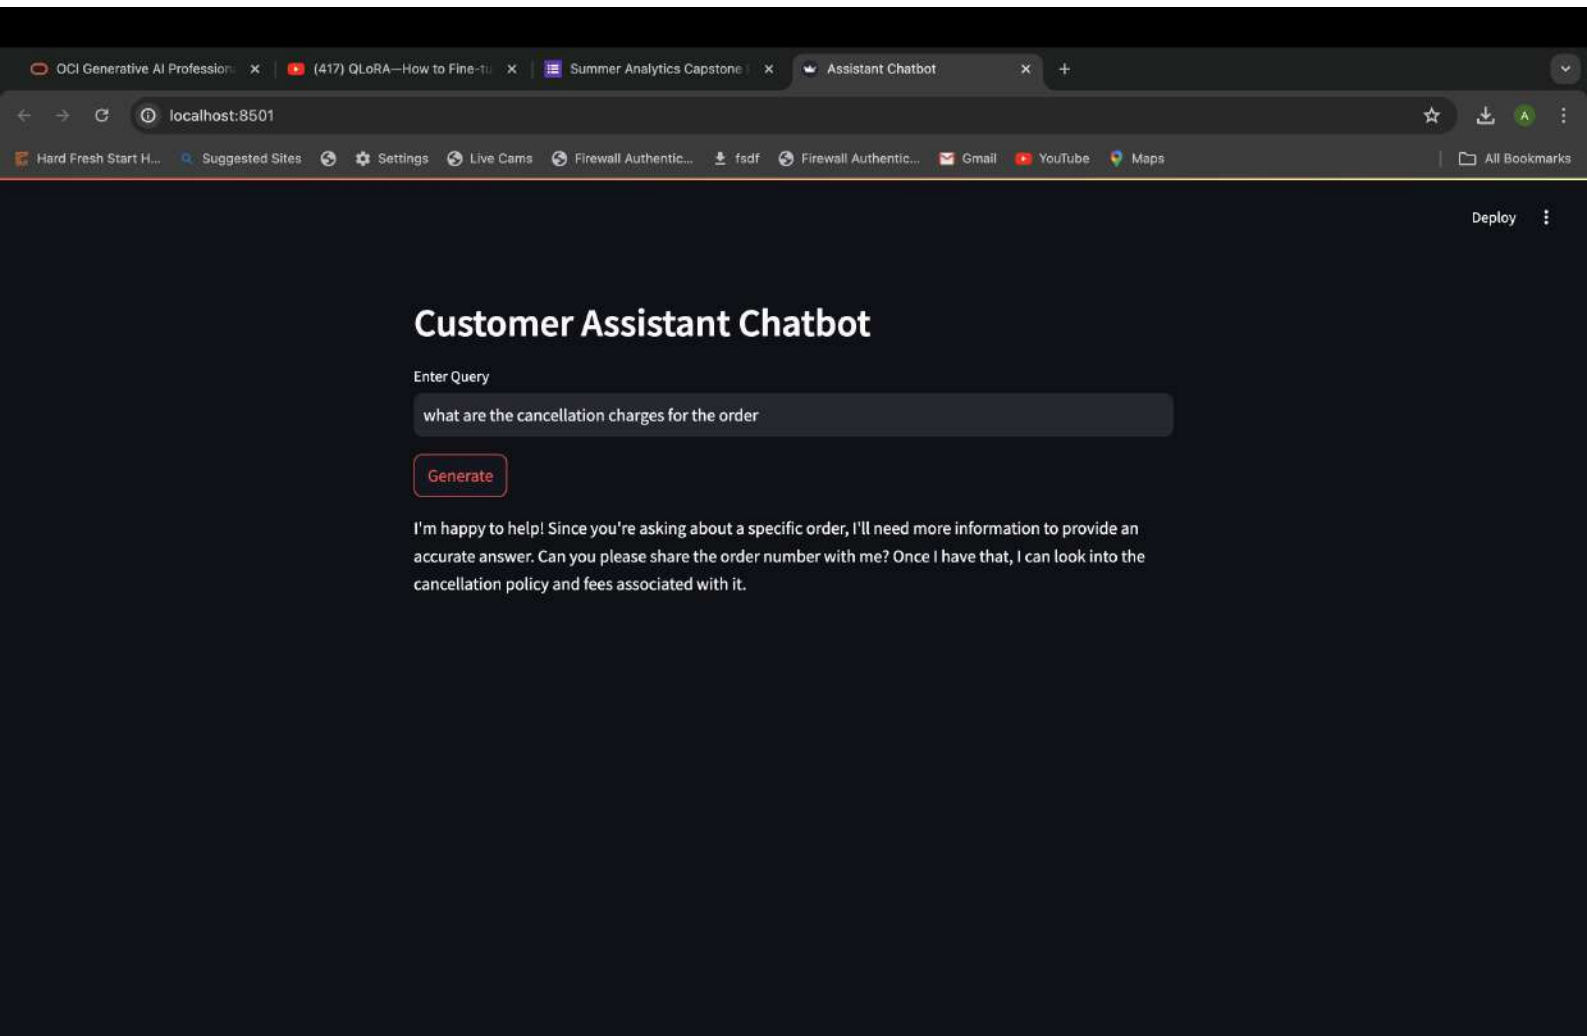 OCI Generative AI Profession (417) QLoRA—How to Fine-tu Summer Analytics Capstone Assistant Chatbot
localhost:8501 A
Hard Fresh Start H... Suggested Sites Settings Live Cams Firewall Authentic... fsdf Firewall Authentic... Gmail YouTube Maps All Bookmarks
Deploy
Customer Assistant Chatbot
Enter Query
what are the cancellation charges for the order
Generate
I'm happy to help! Since you're asking about a specific order, I'll need more information to provide an
accurate answer. Can you please share the order number with me? Once I have that, I can look into the
cancellation policy and fees associated with it.